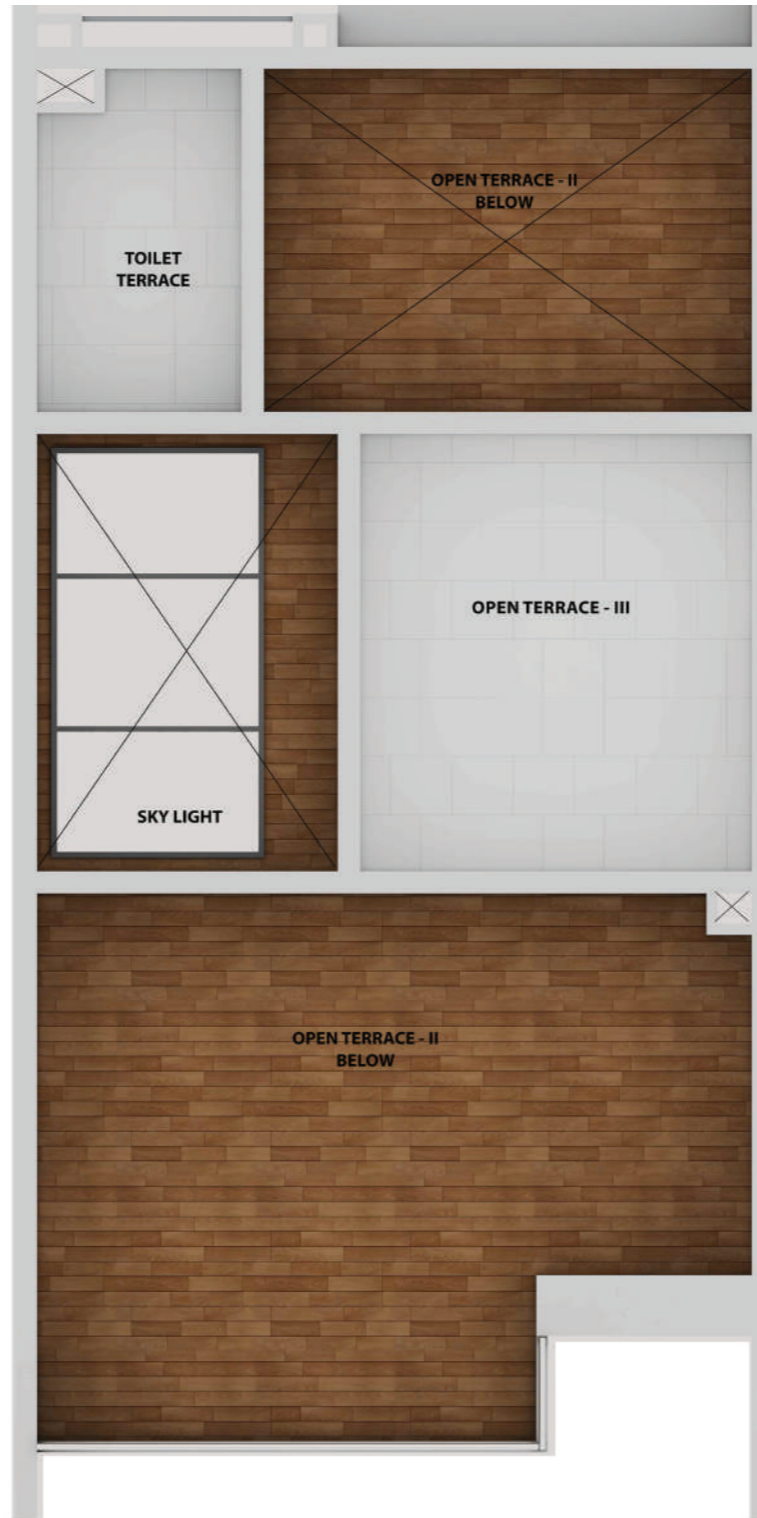 OPEN TERRACE - II
BELOW
TOILET
TERRACE
OPEN TERRACE - III
SKY LIGHT
OPEN TERRACE - II
BELOW